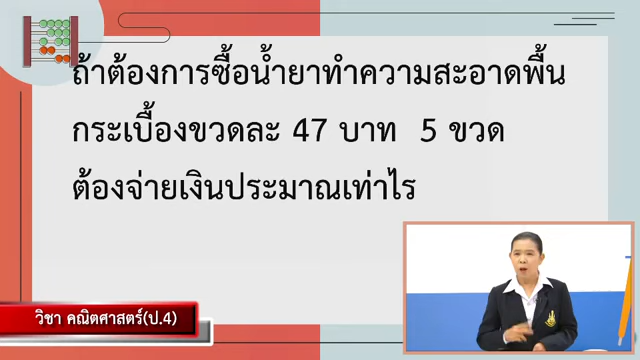 ถ้าต้องการซื้อน้ำยาทำความสะอาดพื้น
กระเบื้องขวดละ 47 บาท 5 ขวด
ต้องจ่ายเงินประมาณเท่าไร
วิชา คณิตศาสตร์(ป.4)